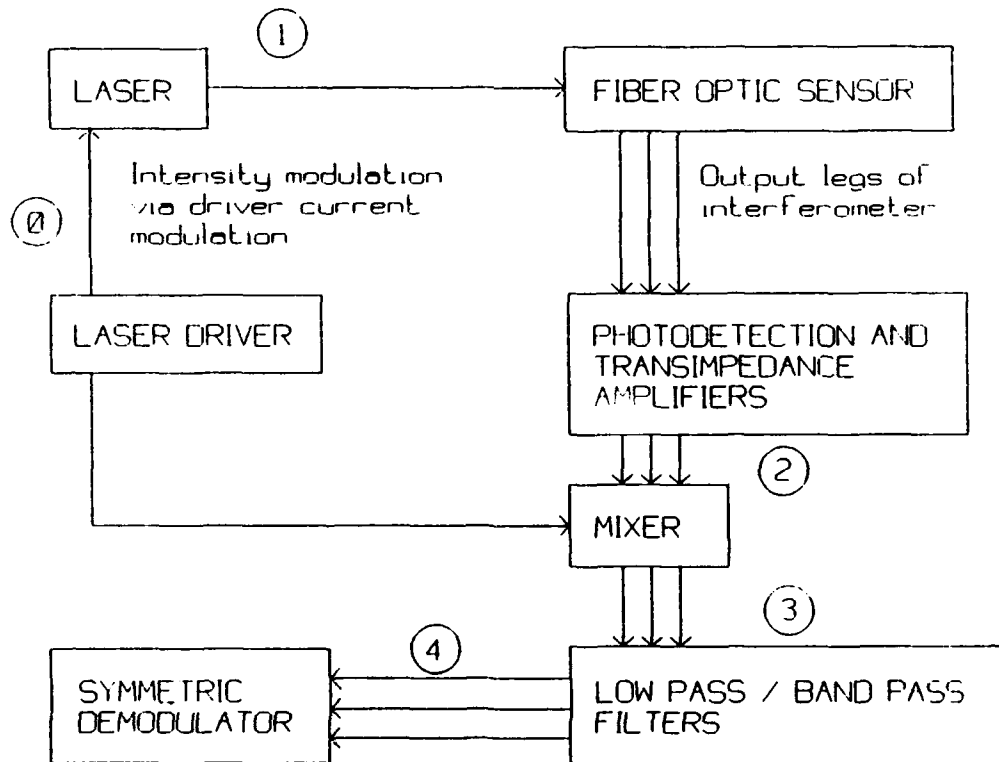 1
LASER
FIBER OPTIC SENSOR
Intensity modulation
via driver current
modulation
Output legs of
interferometer
0
LASER DRIVER
PHOTODETECTION AND
TRANSIMPEDANCE
AMPLIFIERS
2
MIXER
3
4
SYMMETRIC
DEMODULATOR
LOW PASS / BAND PASS
FILTERS